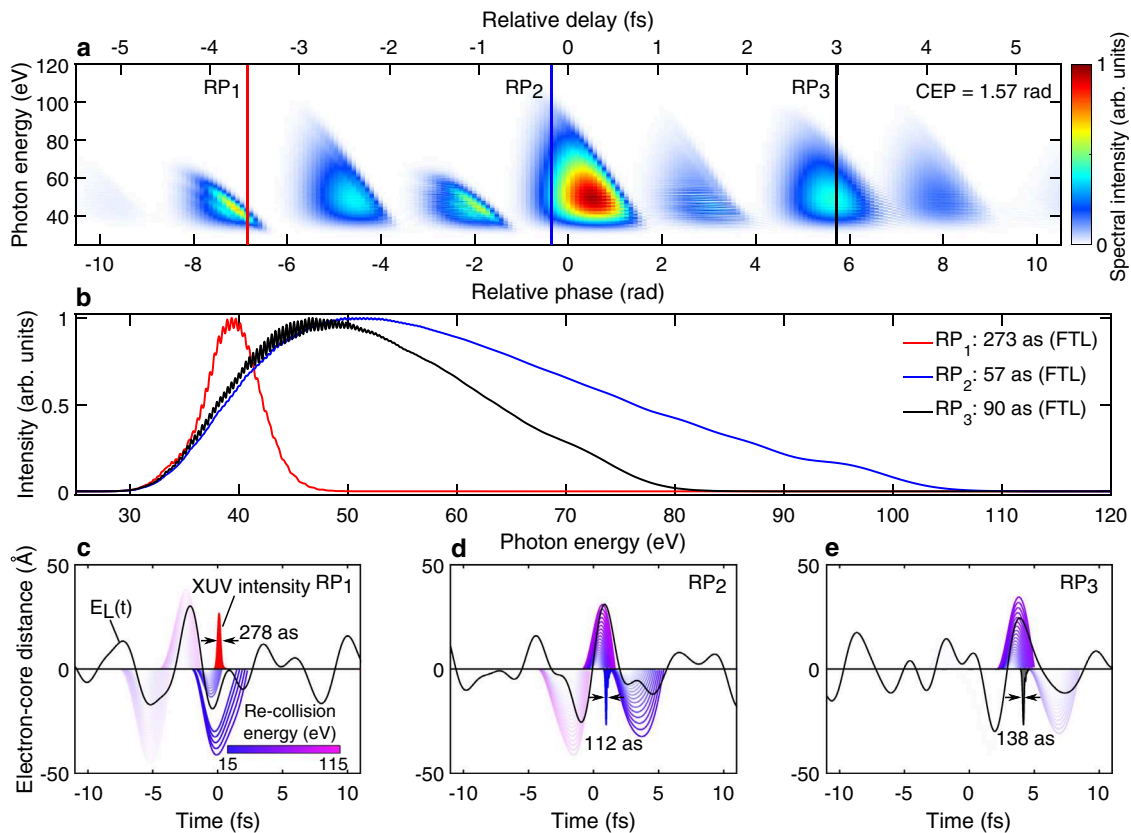 Relative delay (fs)
a
-5 -4 -3 -2 -1 0 1 2 3 4 5
Photon energy (eV)
120
100
80
60
40
RP1
RP2
RP3
CEP = 1.57 rad
1
0
Spectral intensity (arb. units)
-10 -8 -6 -4 -2 0 2 4 6 8 10
Relative phase (rad)
b
Intensity (arb. units)
1
0.5
0
RP1: 273 as (FTL)
RP2: 57 as (FTL)
RP3: 90 as (FTL)
30 40 50 60 70 80 90 100 110 120
Photon energy (eV)
Electron-core distance (Å)
c
50
0
-50
EL(t)
XUV intensity
RP1
278 as
Re-collision
energy (eV)
15 115
-10 -5 0 5 10
Time (fs)
d
50
0
-50
RP2
112 as
-10 -5 0 5 10
Time (fs)
e
50
0
-50
RP3
138 as
-10 -5 0 5 10
Time (fs)